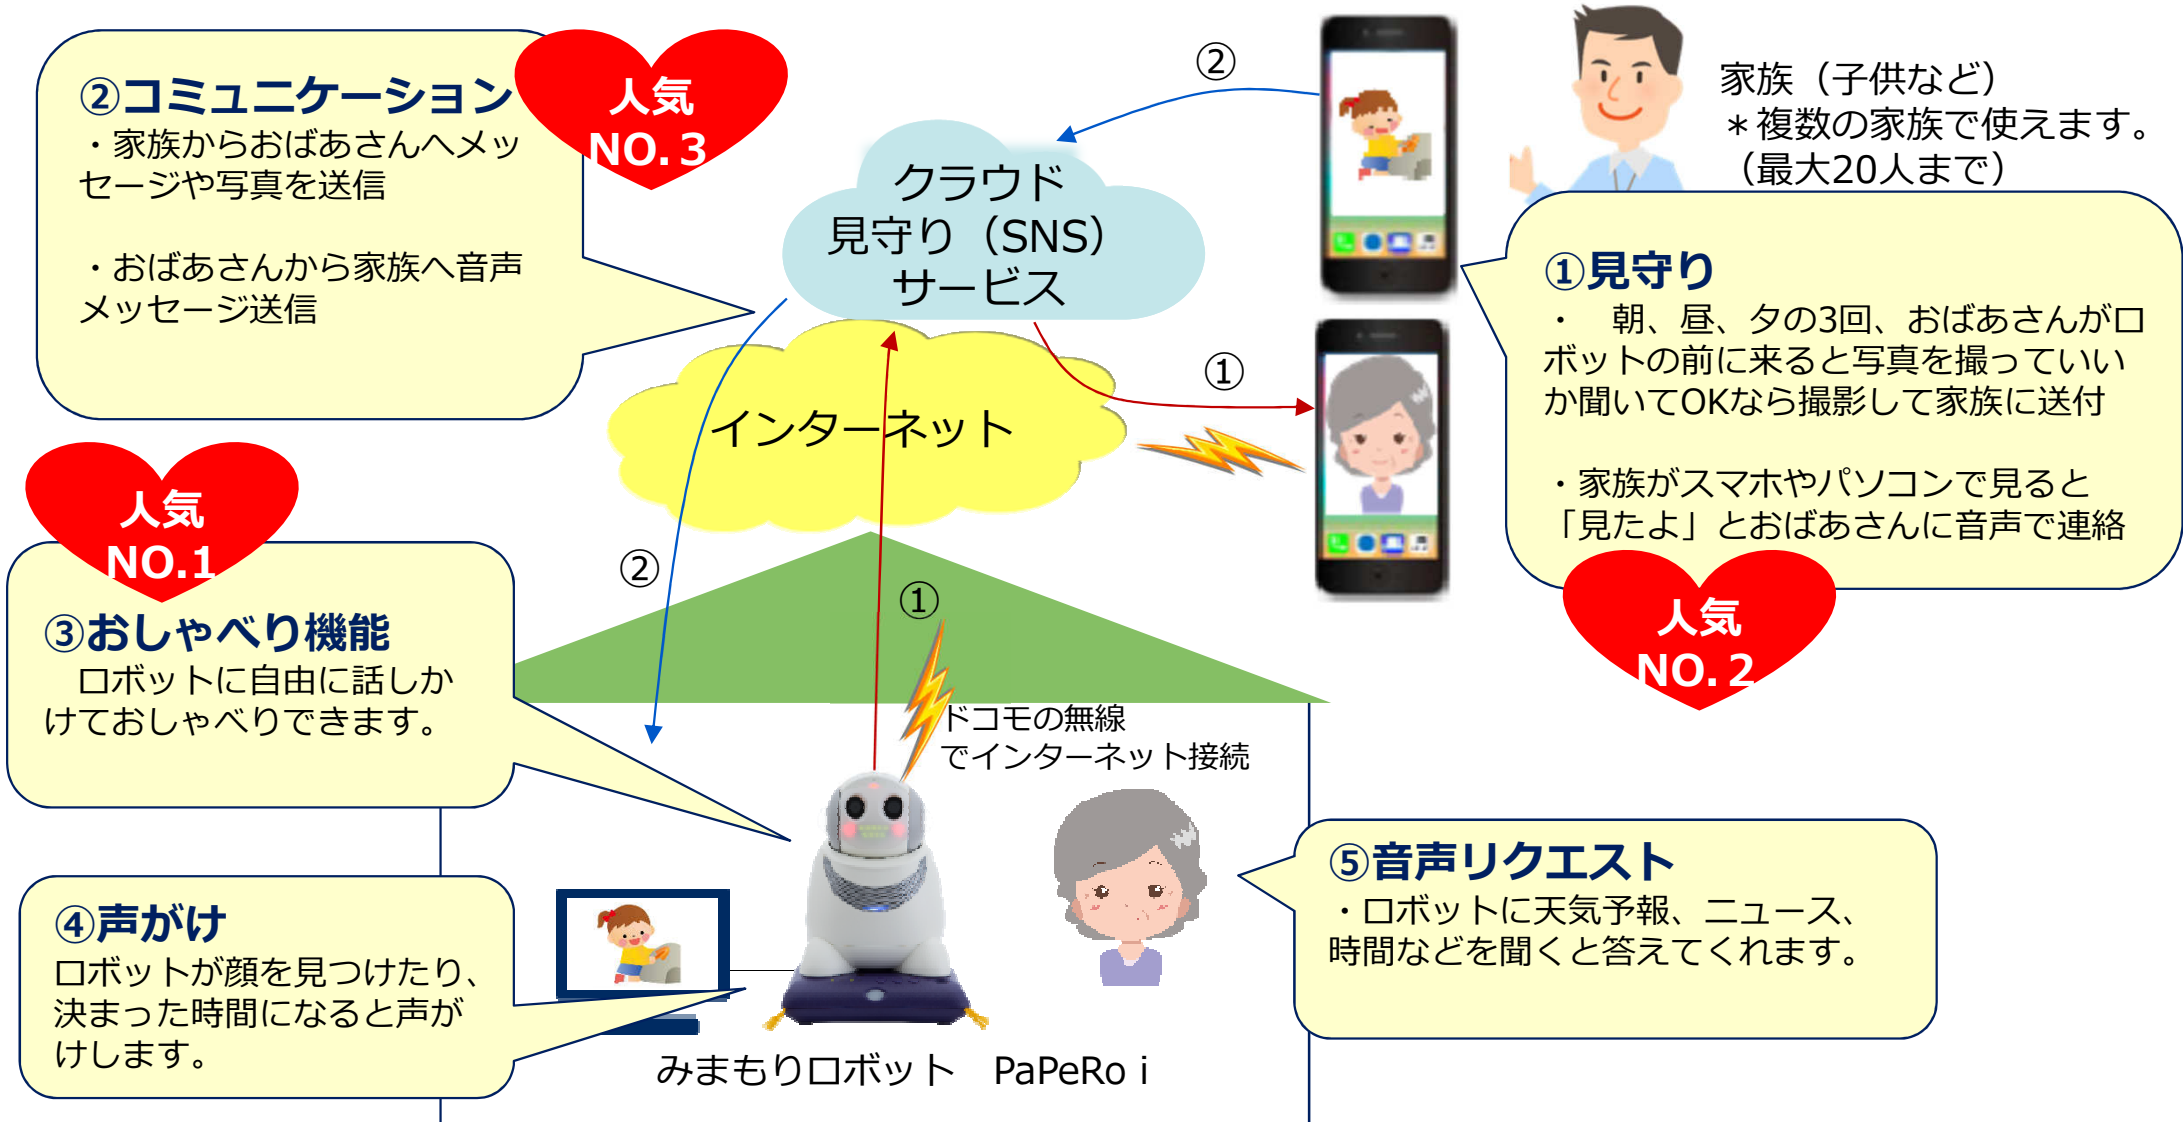 ②コミュニケーション
・家族からおばあさんへメッ
セージや写真を送信
・おばあさんから家族へ音声
メッセージ送信
人気
NO.3
②
クラウド
見守り（SNS）
サービス
家族（子供など）
＊複数の家族で使えます。
（最大20人まで）
①見守り
・　朝、昼、夕の3回、おばあさんがロ
ボットの前に来ると写真を撮っていい
か聞いてOKなら撮影して家族に送付
・家族がスマホやパソコンで見ると
「見たよ」とおばあさんに音声で連絡
人気
NO.2
①
インターネット
人気
NO.1
③おしゃべり機能
ロボットに自由に話しか
けておしゃべりできます。
②
①
ドコモの無線
でインターネット接続
④声がけ
ロボットが顔を見つけたり、
決まった時間になると声が
けします。
⑤音声リクエスト
・ロボットに天気予報、ニュース、
時間などを聞くと答えてくれます。
みまもりロボット　PaPeRo i